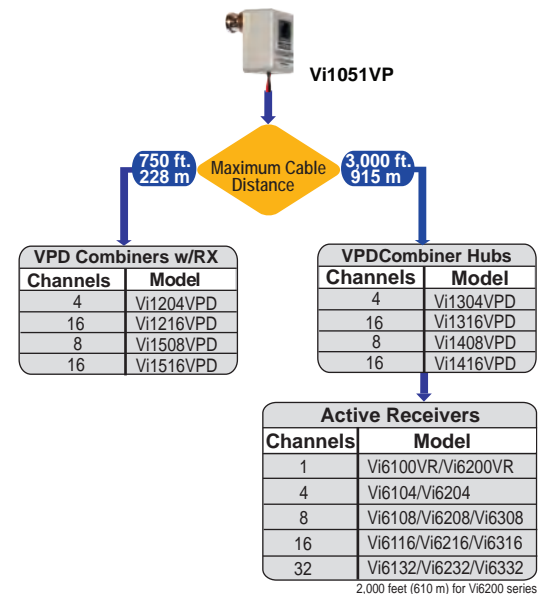 Vi1051VP
750 ft.
228 m
Maximum Cable
Distance
3,000 ft.
915 m
VPD Combiners w/RX
Channels Model
4 Vi1204VPD
16 Vi1216VPD
8 Vi1508VPD
16 Vi1516VPD
VPDCombiner Hubs
Channels Model
4 Vi1304VPD
16 Vi1316VPD
8 Vi1408VPD
16 Vi1416VPD
Active Receivers
Channels Model
1 Vi6100VR/Vi6200VR
4 Vi6104/Vi6204
8 Vi6108/Vi6208/Vi6308
16 Vi6116/Vi6216/Vi6316
32 Vi6132/Vi6232/Vi6332
2,000 feet (610 m) for Vi6200 series